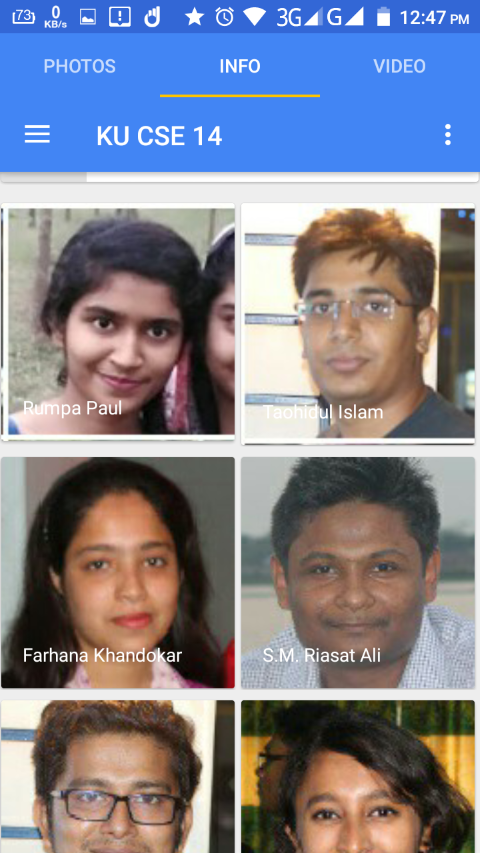 73
0
KB/s
3G
G
12:47 PM
PHOTOS
INFO
VIDEO
KU CSE 14
Rumpa Paul
Taohidul Islam
Farhana Khandokar
S.M. Riasat Ali